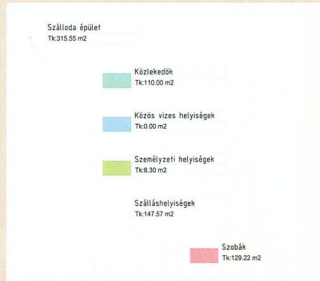 Szálloda épület
Tk:315.55 m2
Közlekedők
Tk:110.00 m2
Közös vizes helyiségek
Tk:0.00 m2
Személyzeti helyiségek
Tk:8.30 m2
Szálláshelyiségek
Tk:147.57 m2
Szobák
Tk:129.22 m2